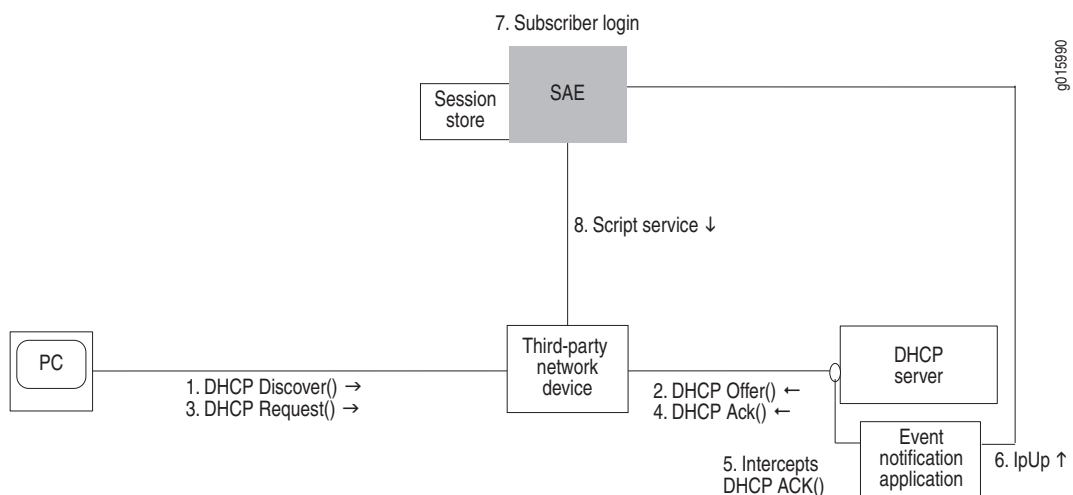 7. Subscriber login
g015990
SAE
Session
store
8. Script service ↓
PC
Third-party
network
device
DHCP
server
1. DHCP Discover() →
3. DHCP Request() →
2. DHCP Offer() ←
4. DHCP Ack() ←
Event
notification
application
5. Intercepts
DHCP ACK()
6. IpUp ↑